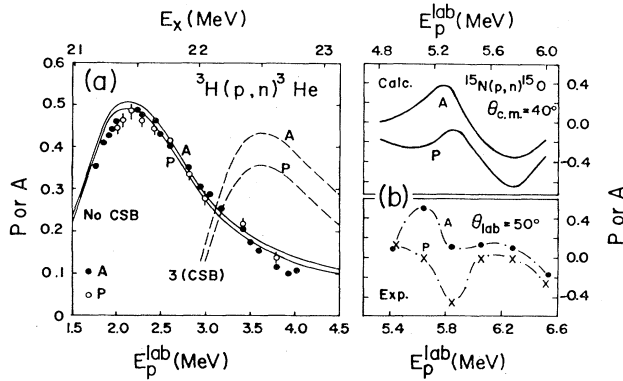 E_x (MeV)
21 22 23
(a)
³H(p,n)³He
0.6
0.5
0.4
0.3
0.2
0.1
0
P or A
A
P
A
P
No CSB
3(CSB)
● A
○ P
1.5 2.0 2.5 3.0 3.5 4.0 4.5
E_p^lab (MeV)
E_p^lab (MeV)
4.8 5.2 5.6 6.0
Calc.
¹⁵N(p,n)¹⁵O
θc.m.=40°
A
P
0.4
0.0
-0.4
(b)
θlab=50°
A
P
Exp.
0.4
0.0
-0.4
P or A
5.4 5.8 6.2 6.6
E_p^lab (MeV)